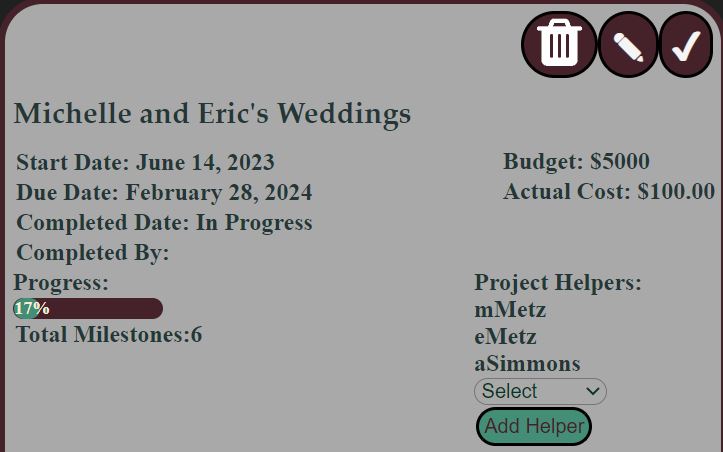 Michelle and Eric's Weddings
Start Date: June 14, 2023
Due Date: February 28, 2024
Completed Date: In Progress
Completed By:
Budget: $5000
Actual Cost: $100.00
Progress:
17%
Total Milestones:6
Project Helpers:
mMetz
eMetz
aSimmons
Select
Add Helper